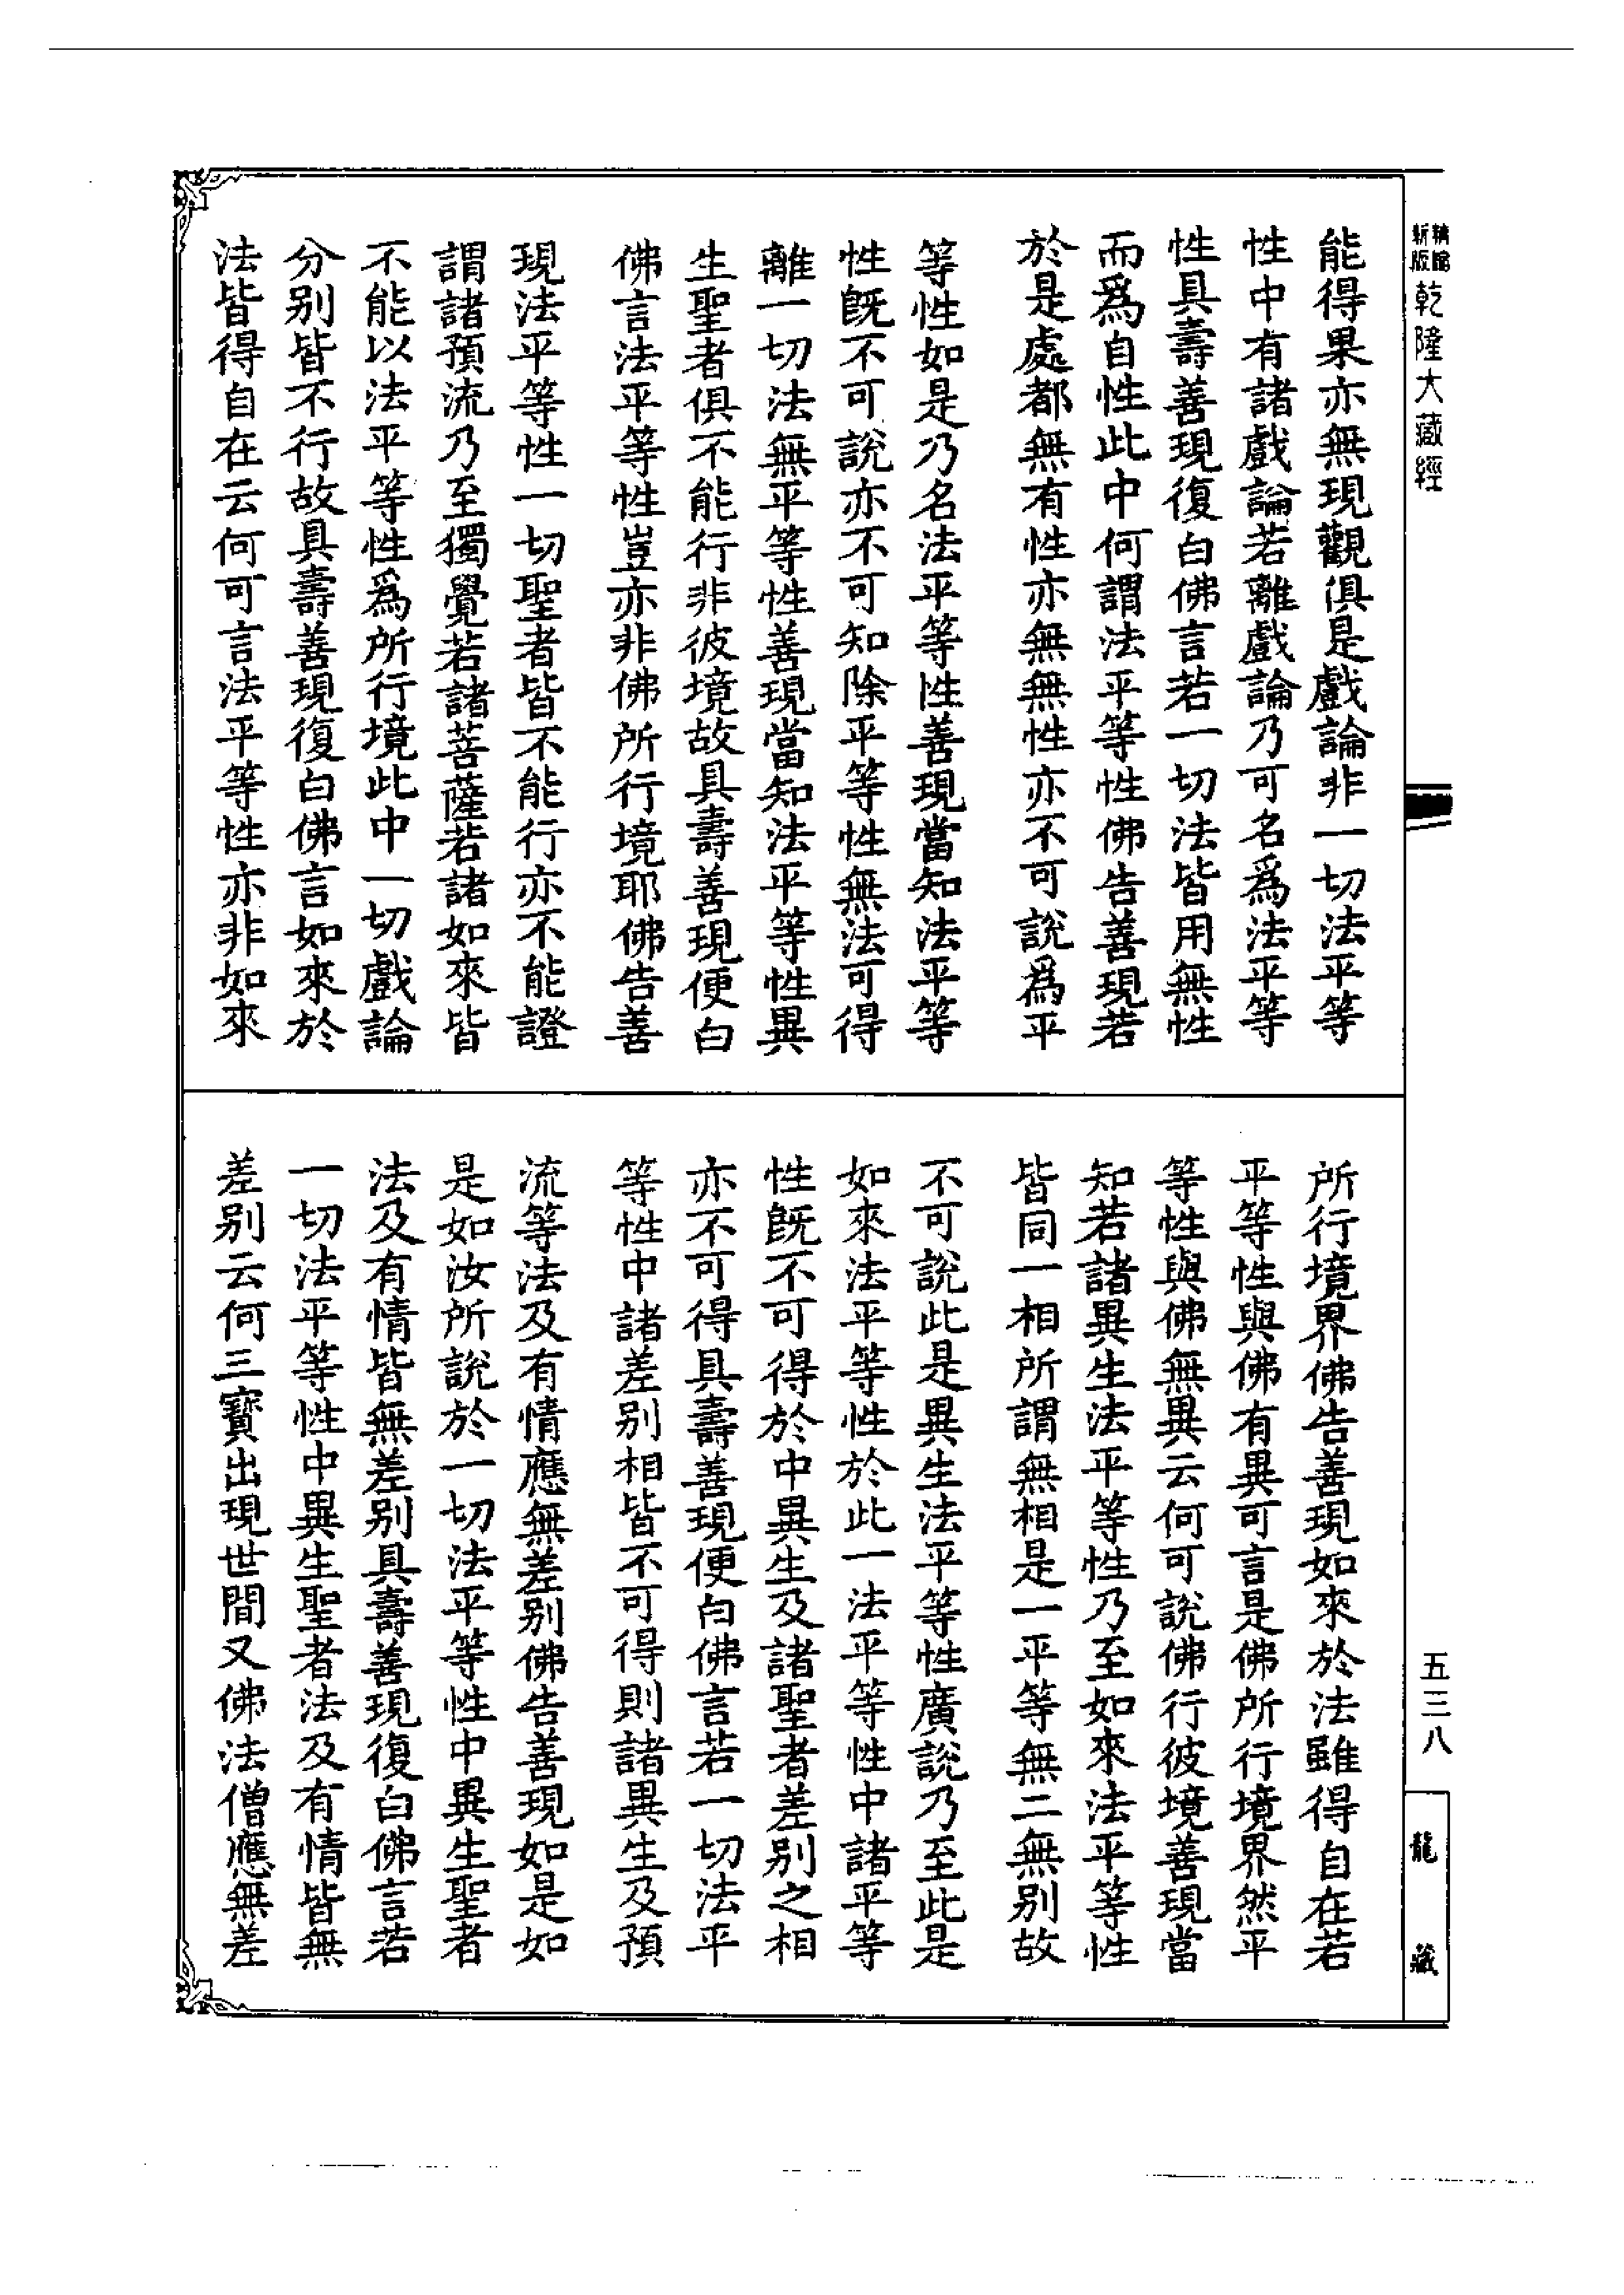 乾隆大藏經
能得果亦無現觀俱是戲論非一切法平等
性中有諸戲論若離戲論乃可名爲法平等
性具壽善現復白佛言若一切法皆用無性
而爲自性此中何謂法平等性佛告善現若
於是處都無有性亦無無性亦不可說爲平
等性如是乃名法平等性善現當知法平等
性旣不可說亦不可知除平等性無法可得
離一切法無平等性善現當知法平等性異
生聖者俱不能行非彼境故具壽善現便白
佛言法平等性豈亦非佛所行境耶佛告善
現法平等性一切聖者皆不能行亦不能證
謂諸預流乃至獨覺若諸菩薩若諸如來皆
不能以法平等性爲所行境此中一切戲論
分別皆不行故具壽善現復白佛言如來於
法皆得自在云何可言法平等性亦非如來
所行境界佛告善現如來於法雖得自在若
平等性與佛有異可言是佛所行境界然平
等性與佛無異云何可說佛行彼境善現當
知若諸異生法平等性乃至如來法平等性
皆同一相所謂無相是一平等無二無別故
不可說此是異生法平等性廣說乃至此是
如來法平等性於此一法平等性中諸平等
性旣不可得於中異生及諸聖者差別之相
亦不可得具壽善現便白佛言若一切法平
等性中諸差別相皆不可得則諸異生及預
流等法及有情應無差別佛告善現如是如
是如汝所說於一切法平等性中異生聖者
法及有情皆無差別具壽善現復白佛言若
一切法平等性中異生聖者法及有情皆無
差別云何三寶出現世間又佛法僧應無差
五三八
龍藏